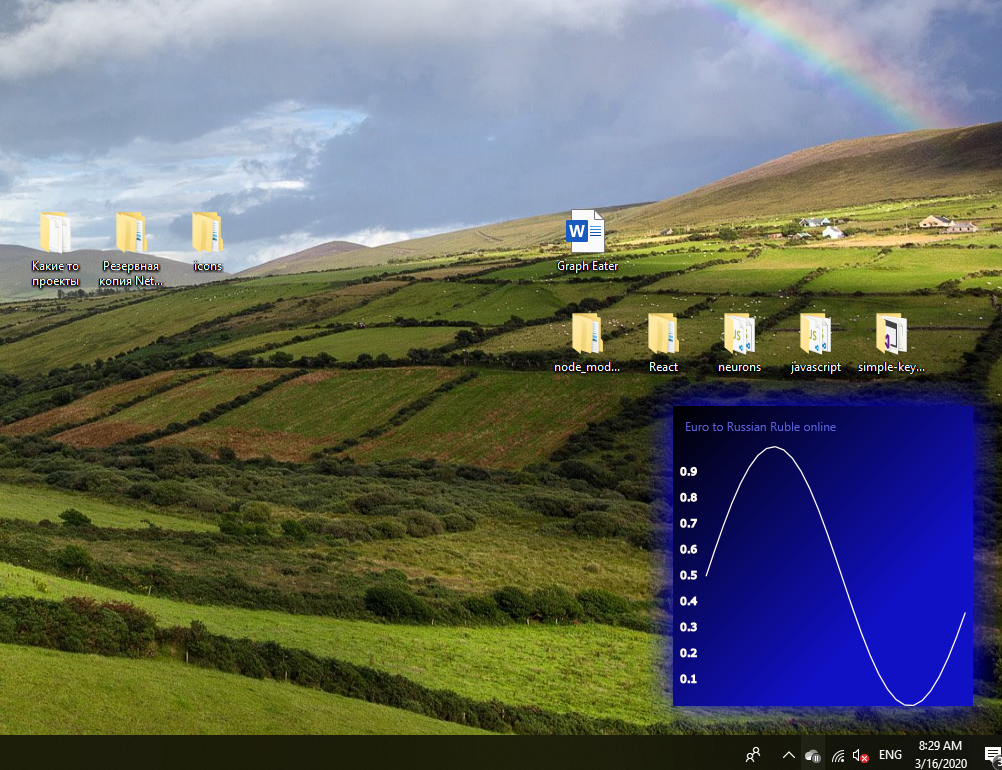 Какие то
проекты
Резервная
копия Net...
icons
W
Graph Eater
node_mod...
React
JS
neurons
JS
javascript
simple-key...
Euro to Russian Ruble online
0.9
0.8
0.7
0.6
0.5
0.4
0.3
0.2
0.1
ENG
8:29 AM
3/16/2020